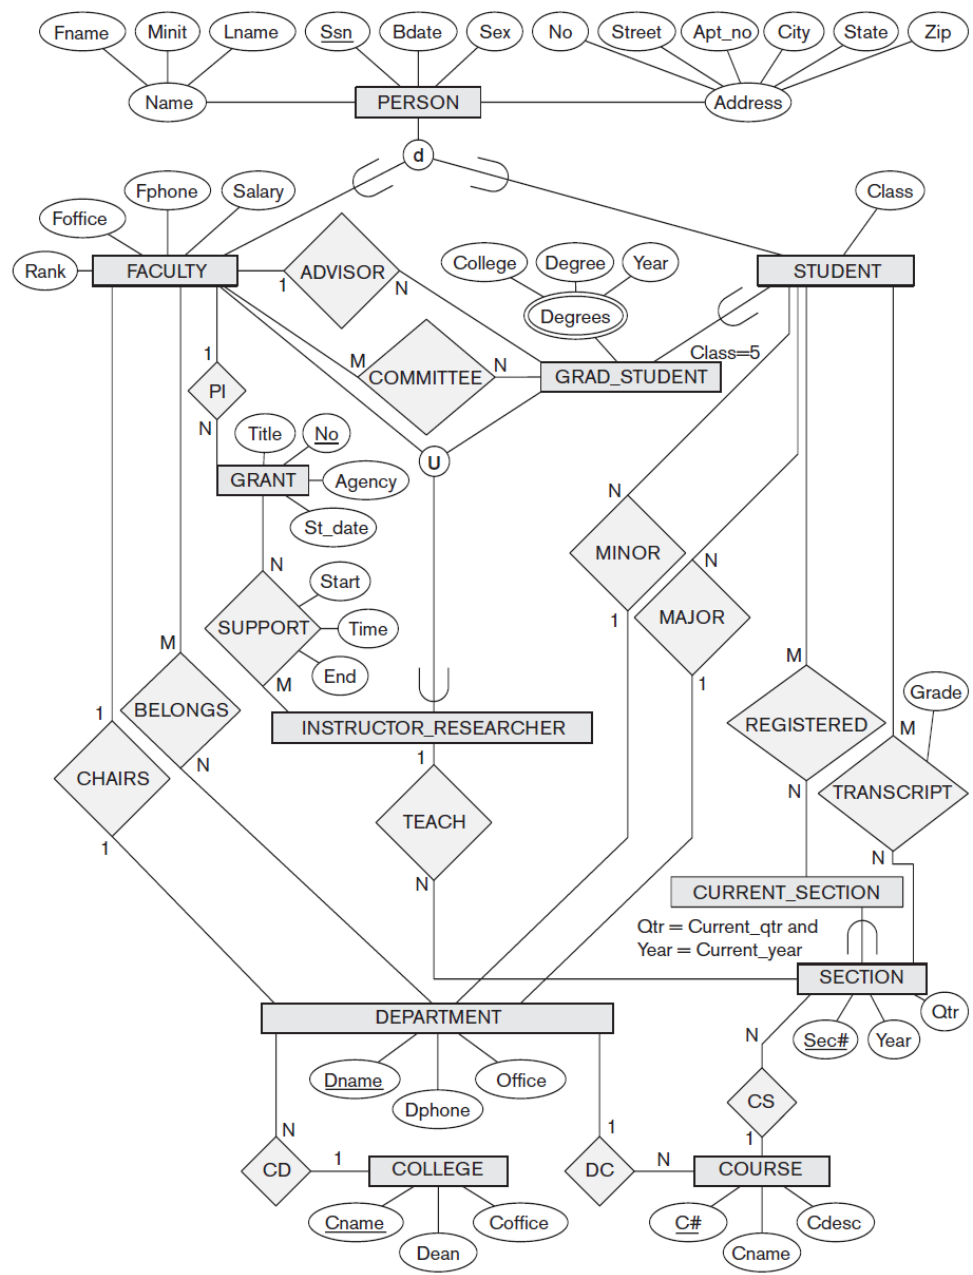 Fname
Minit
Lname
Ssn
Bdate
Sex
No
Street
Apt_no
City
State
Zip
Name
PERSON
Address
d
Fphone
Salary
Class
Foffice
Rank
FACULTY
1
ADVISOR
N
College
Degree
Year
STUDENT
Degrees
Class=5
1
M
COMMITTEE
N
GRAD_STUDENT
PI
N
Title
No
U
GRANT
Agency
N
St_date
MINOR
N
N
Start
MAJOR
SUPPORT
Time
1
M
End
M
1
M
BELONGS
Grade
1
INSTRUCTOR_RESEARCHER
REGISTERED
M
1
N
CHAIRS
N
TRANSCRIPT
TEACH
1
N
N
CURRENT_SECTION
Qtr = Current_qtr and
Year = Current_year
SECTION
DEPARTMENT
Qtr
N
Sec#
Year
Dname
Office
Dphone
CS
N
1
1
CD
1
COLLEGE
DC
N
COURSE
Cname
Coffice
C#
Cdesc
Dean
Cname